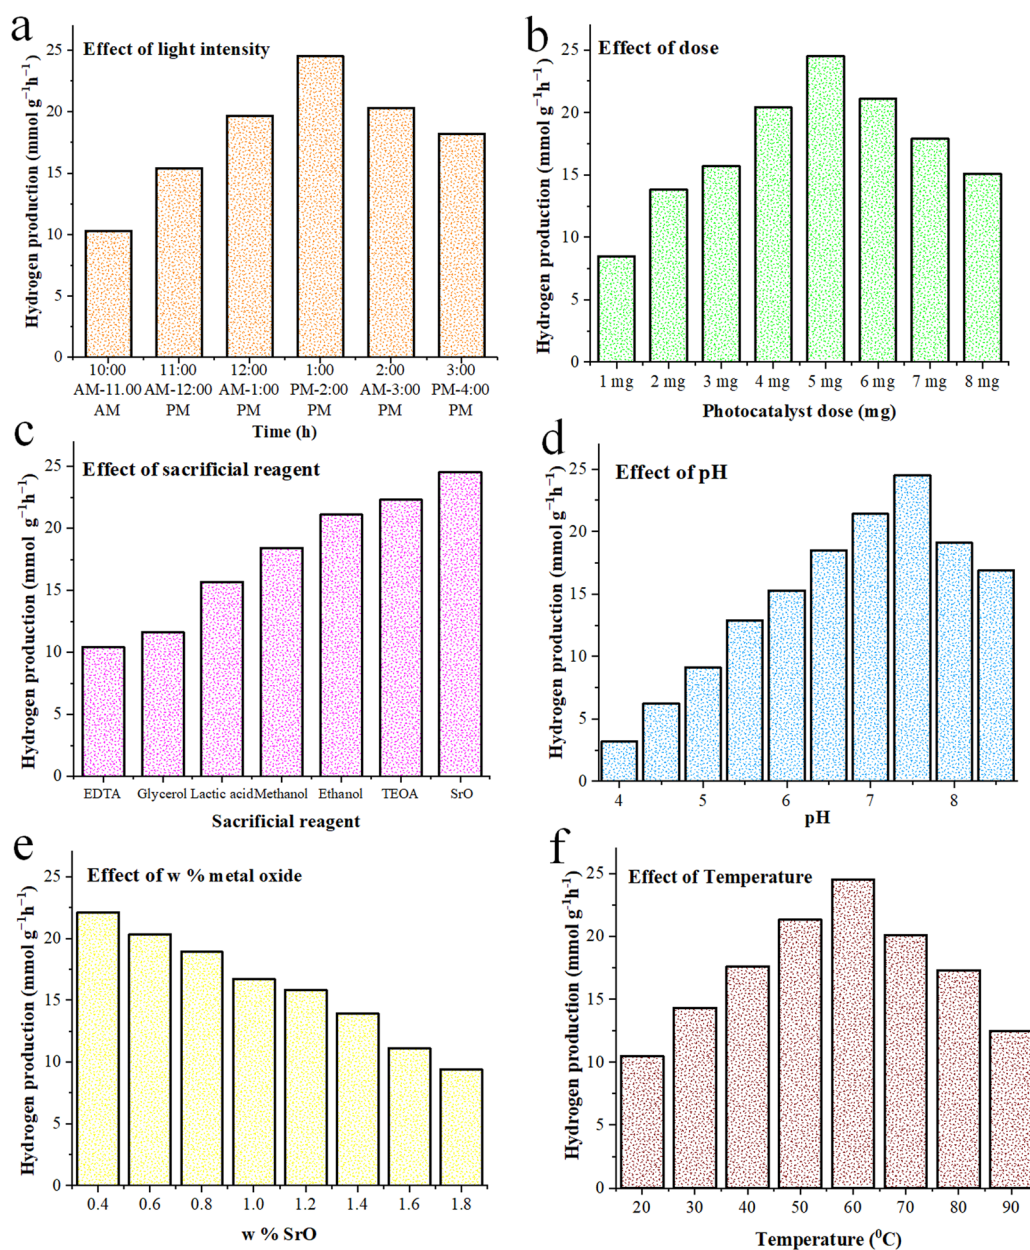 a
Effect of light intensity
Hydrogen production (mmol g⁻¹h⁻¹)
25
20
15
10
5
0
10:00 11:00 12:00 1:00 2:00 3:00
AM-11.00 AM-12:00 AM-1:00 PM-2:00 AM-3:00 PM-4:00
AM PM PM PM PM PM
Time (h)
b
Effect of dose
Hydrogen production (mmol g⁻¹h⁻¹)
25
20
15
10
5
0
1 mg 2 mg 3 mg 4 mg 5 mg 6 mg 7 mg 8 mg
Photocatalyst dose (mg)
c
Effect of sacrificial reagent
Hydrogen production (mmol g⁻¹h⁻¹)
25
20
15
10
5
0
EDTA Glycerol Lactic acid Methanol Ethanol TEOA SrO
Sacrificial reagent
d
Effect of pH
Hydrogen production (mmol g⁻¹h⁻¹)
25
20
15
10
5
0
4 5 6 7 8
pH
e
Effect of w % metal oxide
Hydrogen production (mmol g⁻¹h⁻¹)
25
20
15
10
5
0
0.4 0.6 0.8 1.0 1.2 1.4 1.6 1.8
w % SrO
f
Effect of Temperature
Hydrogen production (mmol g⁻¹h⁻¹)
25
20
15
10
5
0
20 30 40 50 60 70 80 90
Temperature (⁰C)